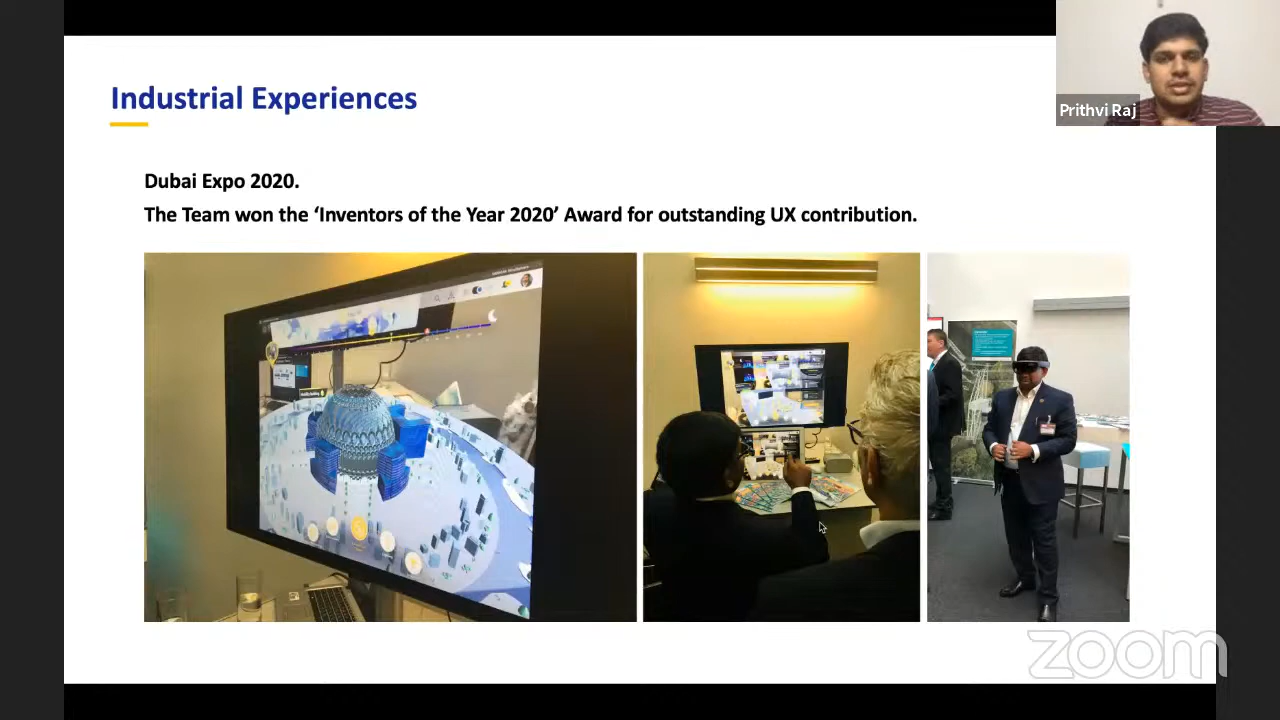 Industrial Experiences
Prithvi Raj
Dubai Expo 2020.
The Team won the ‘Inventors of the Year 2020’ Award for outstanding UX contribution.
zoom